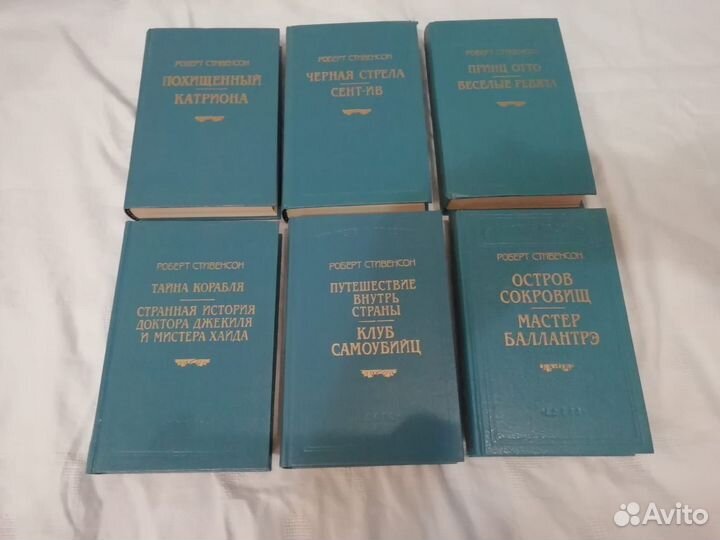 РОБЕРТ СТИВЕНСОН
ПОХИЩЕННЫЙ
КАТРИОНА
РОБЕРТ СТИВЕНСОН
ЧЕРНАЯ СТРЕЛА
СЕНТ-ИВ
РОБЕРТ СТИВЕНСОН
ПРИНЦ ОТТО
ВЕСЕЛЫЕ РЕБЯТА
РОБЕРТ СТИВЕНСОН
ТАЙНА КОРАБЛЯ
СТРАННАЯ ИСТОРИЯ
ДОКТОРА ДЖЕКИЛЯ
И МИСТЕРА ХАЙДА
РОБЕРТ СТИВЕНСОН
ПУТЕШЕСТВИЕ
ВНУТРЬ
СТРАНЫ
КЛУБ
САМОУБИЙЦ
РОБЕРТ СТИВЕНСОН
ОСТРОВ
СОКРОВИЩ
МАСТЕР
БАЛЛАНТРЭ
Avito